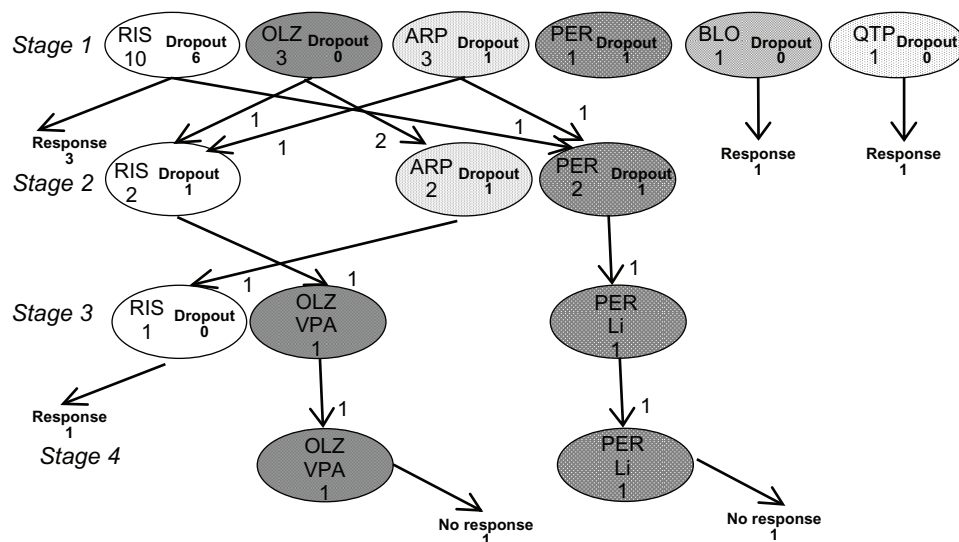 Stage 1
RIS
10
Dropout
6
OLZ
3
Dropout
0
ARP
3
Dropout
1
PER
1
Dropout
1
BLO
1
Dropout
0
QTP
1
Dropout
0
1
1
2
1
1
Response
3
Response
1
Response
1
Stage 2
RIS
2
Dropout
1
ARP
2
Dropout
1
PER
2
Dropout
1
1
1
1
Stage 3
RIS
1
Dropout
0
OLZ
VPA
1
PER
Li
1
Response
1
1
1
Stage 4
OLZ
VPA
1
PER
Li
1
No response
1
No response
1